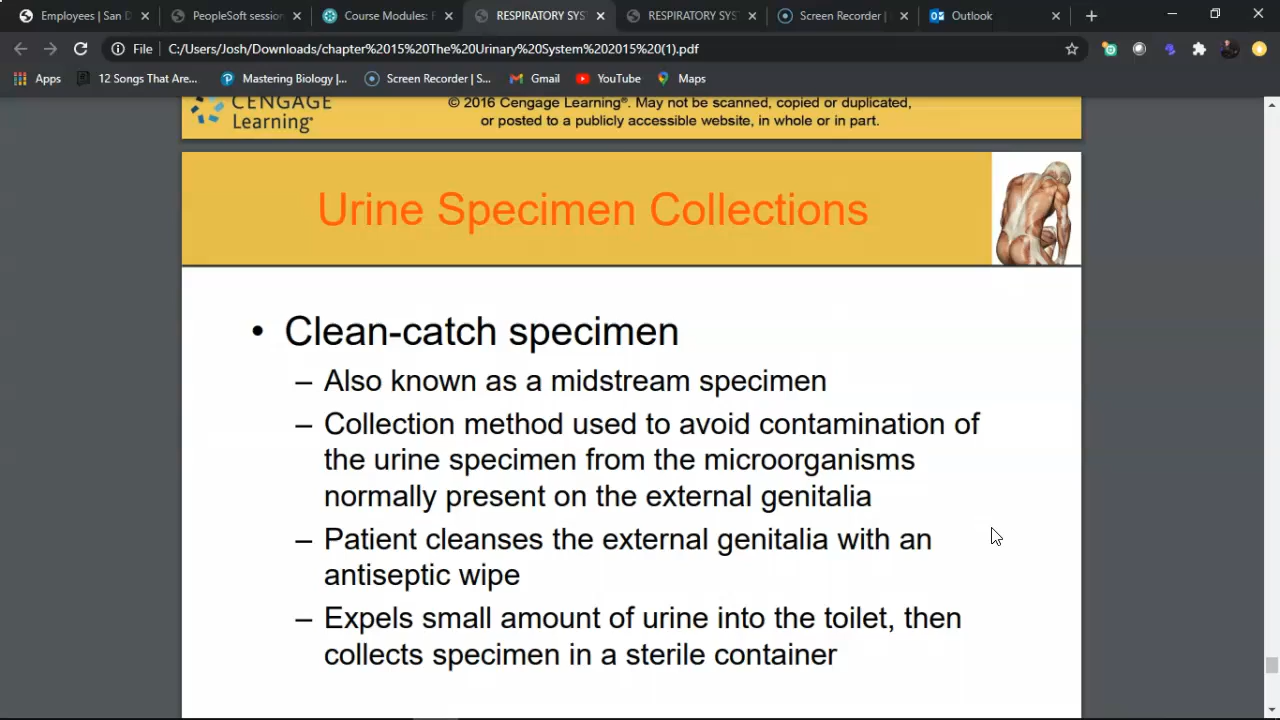 Employees | San D
PeopleSoft session
Course Modules: F
RESPIRATORY SYS
RESPIRATORY SYS
Screen Recorder |
Outlook
File
C:/Users/Josh/Downloads/chapter%2015%20The%20Urinary%20System%202015%20(1).pdf
Apps
12 Songs That Are...
Mastering Biology |...
Screen Recorder | S...
Gmail
YouTube
Maps
CENGAGE
Learning®
© 2016 Cengage Learning®. May not be scanned, copied or duplicated,
or posted to a publicly accessible website, in whole or in part.
Urine Specimen Collections
• Clean-catch specimen
– Also known as a midstream specimen
– Collection method used to avoid contamination of
the urine specimen from the microorganisms
normally present on the external genitalia
– Patient cleanses the external genitalia with an
antiseptic wipe
– Expels small amount of urine into the toilet, then
collects specimen in a sterile container